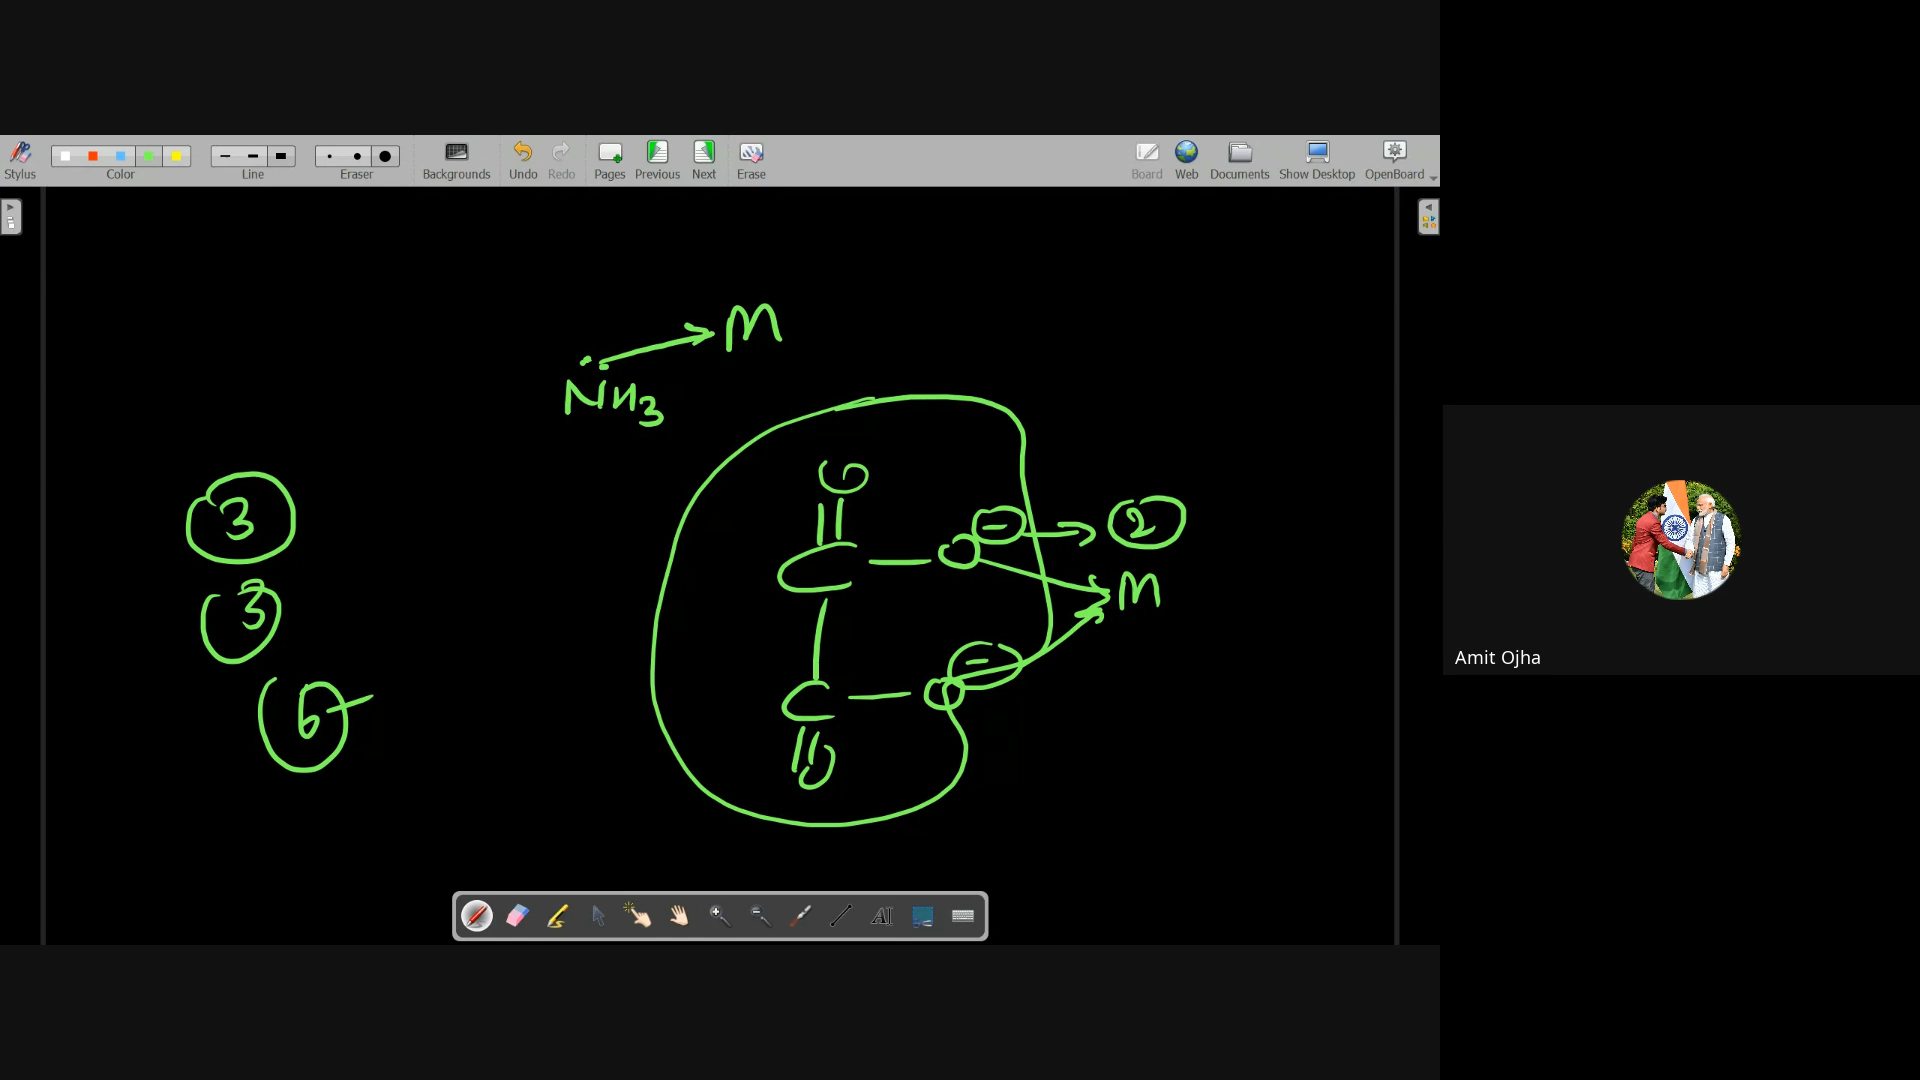 Stylus
Color
Line
Eraser
Backgrounds
Undo
Redo
Pages
Previous
Next
Erase
Board
Web
Documents
Show Desktop
OpenBoard
M
NH3
O
C — O − 2
M
C — O −
O
3
3
6
AI
Amit Ojha